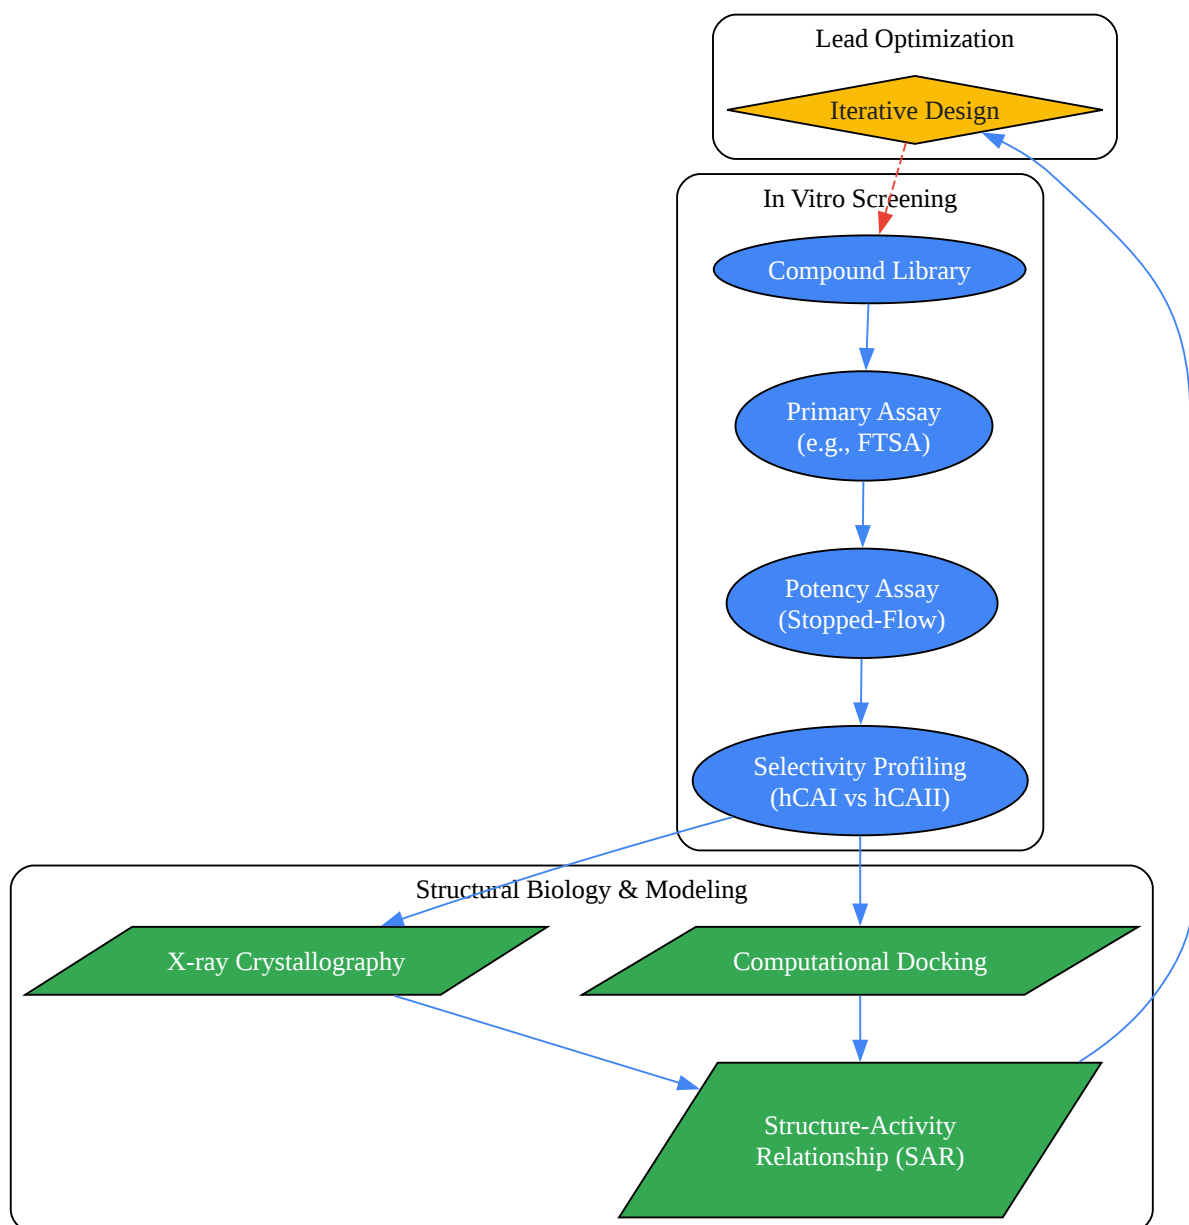 Lead Optimization
Iterative Design
In Vitro Screening
Compound Library
Primary Assay
(e.g., FTSA)
Potency Assay
(Stopped-Flow)
Selectivity Profiling
(hCAI vs hCAII)
Structural Biology & Modeling
X-ray Crystallography
Computational Docking
Structure-Activity
Relationship (SAR)